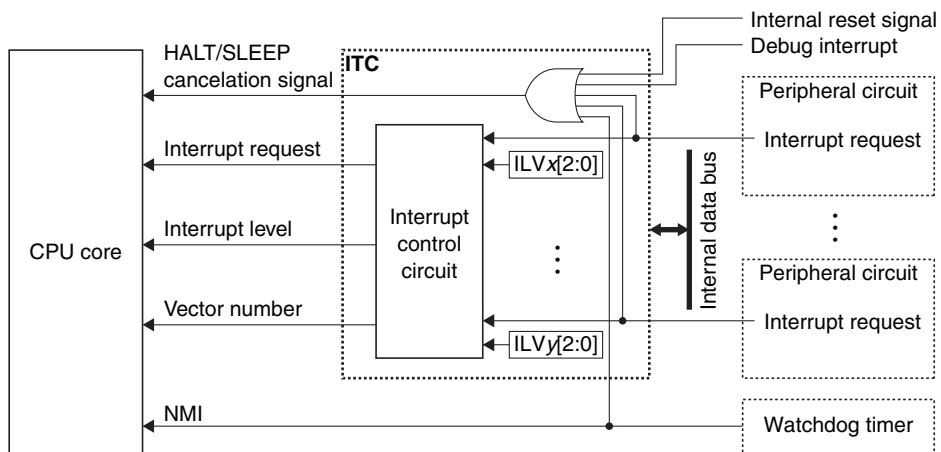 Internal reset signal
Debug interrupt
HALT/SLEEP
cancelation signal
ITC
Peripheral circuit
Interrupt request
Interrupt request
ILVx[2:0]
Internal data bus
Interrupt level
Interrupt
control
circuit
CPU core
Peripheral circuit
Vector number
Interrupt request
ILVy[2:0]
NMI
Watchdog timer